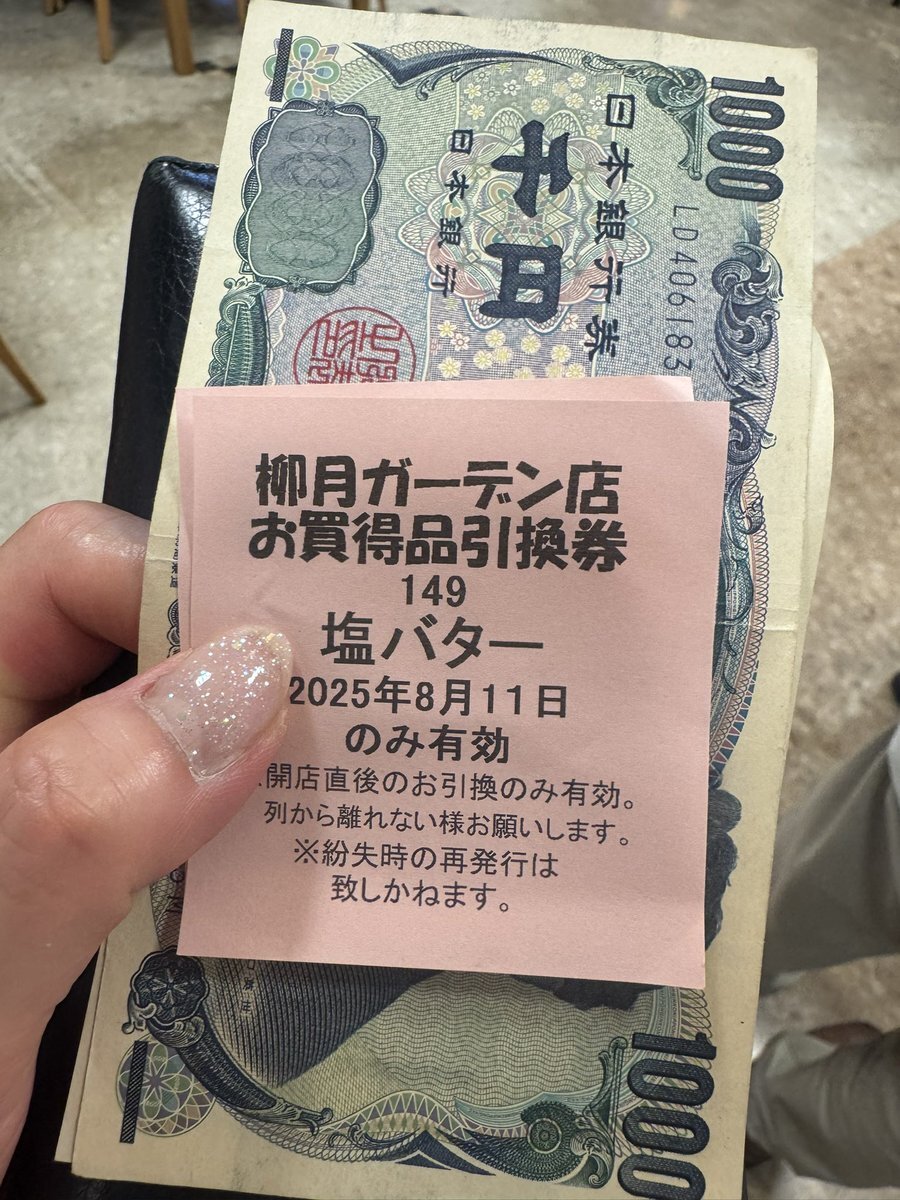 1000
日本銀行券
千円
日本銀行
LD406183
柳月ガーデン店
お買得品引換券
149
塩バター
2025年8月11日
のみ有効
開店直後のお引換のみ有効。
列から離れない様お願いします。
※紛失時の再発行は
致しかねます。
1000